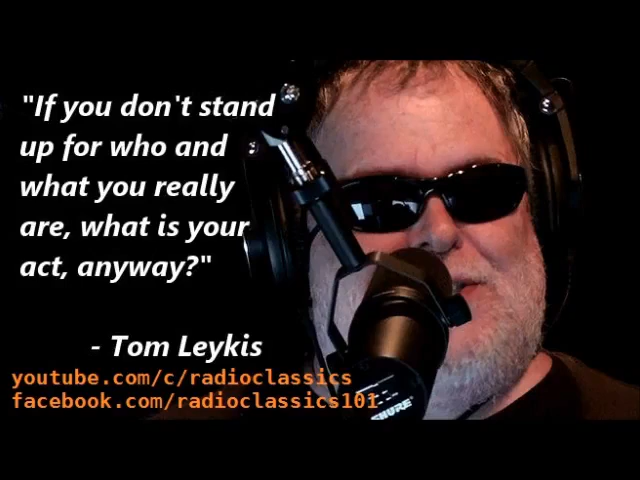 "If you don't stand
up for who and
what you really
are, what is your
act, anyway?"
- Tom Leykis
youtube.com/c/radioclassics
facebook.com/radioclassics101
SHURE